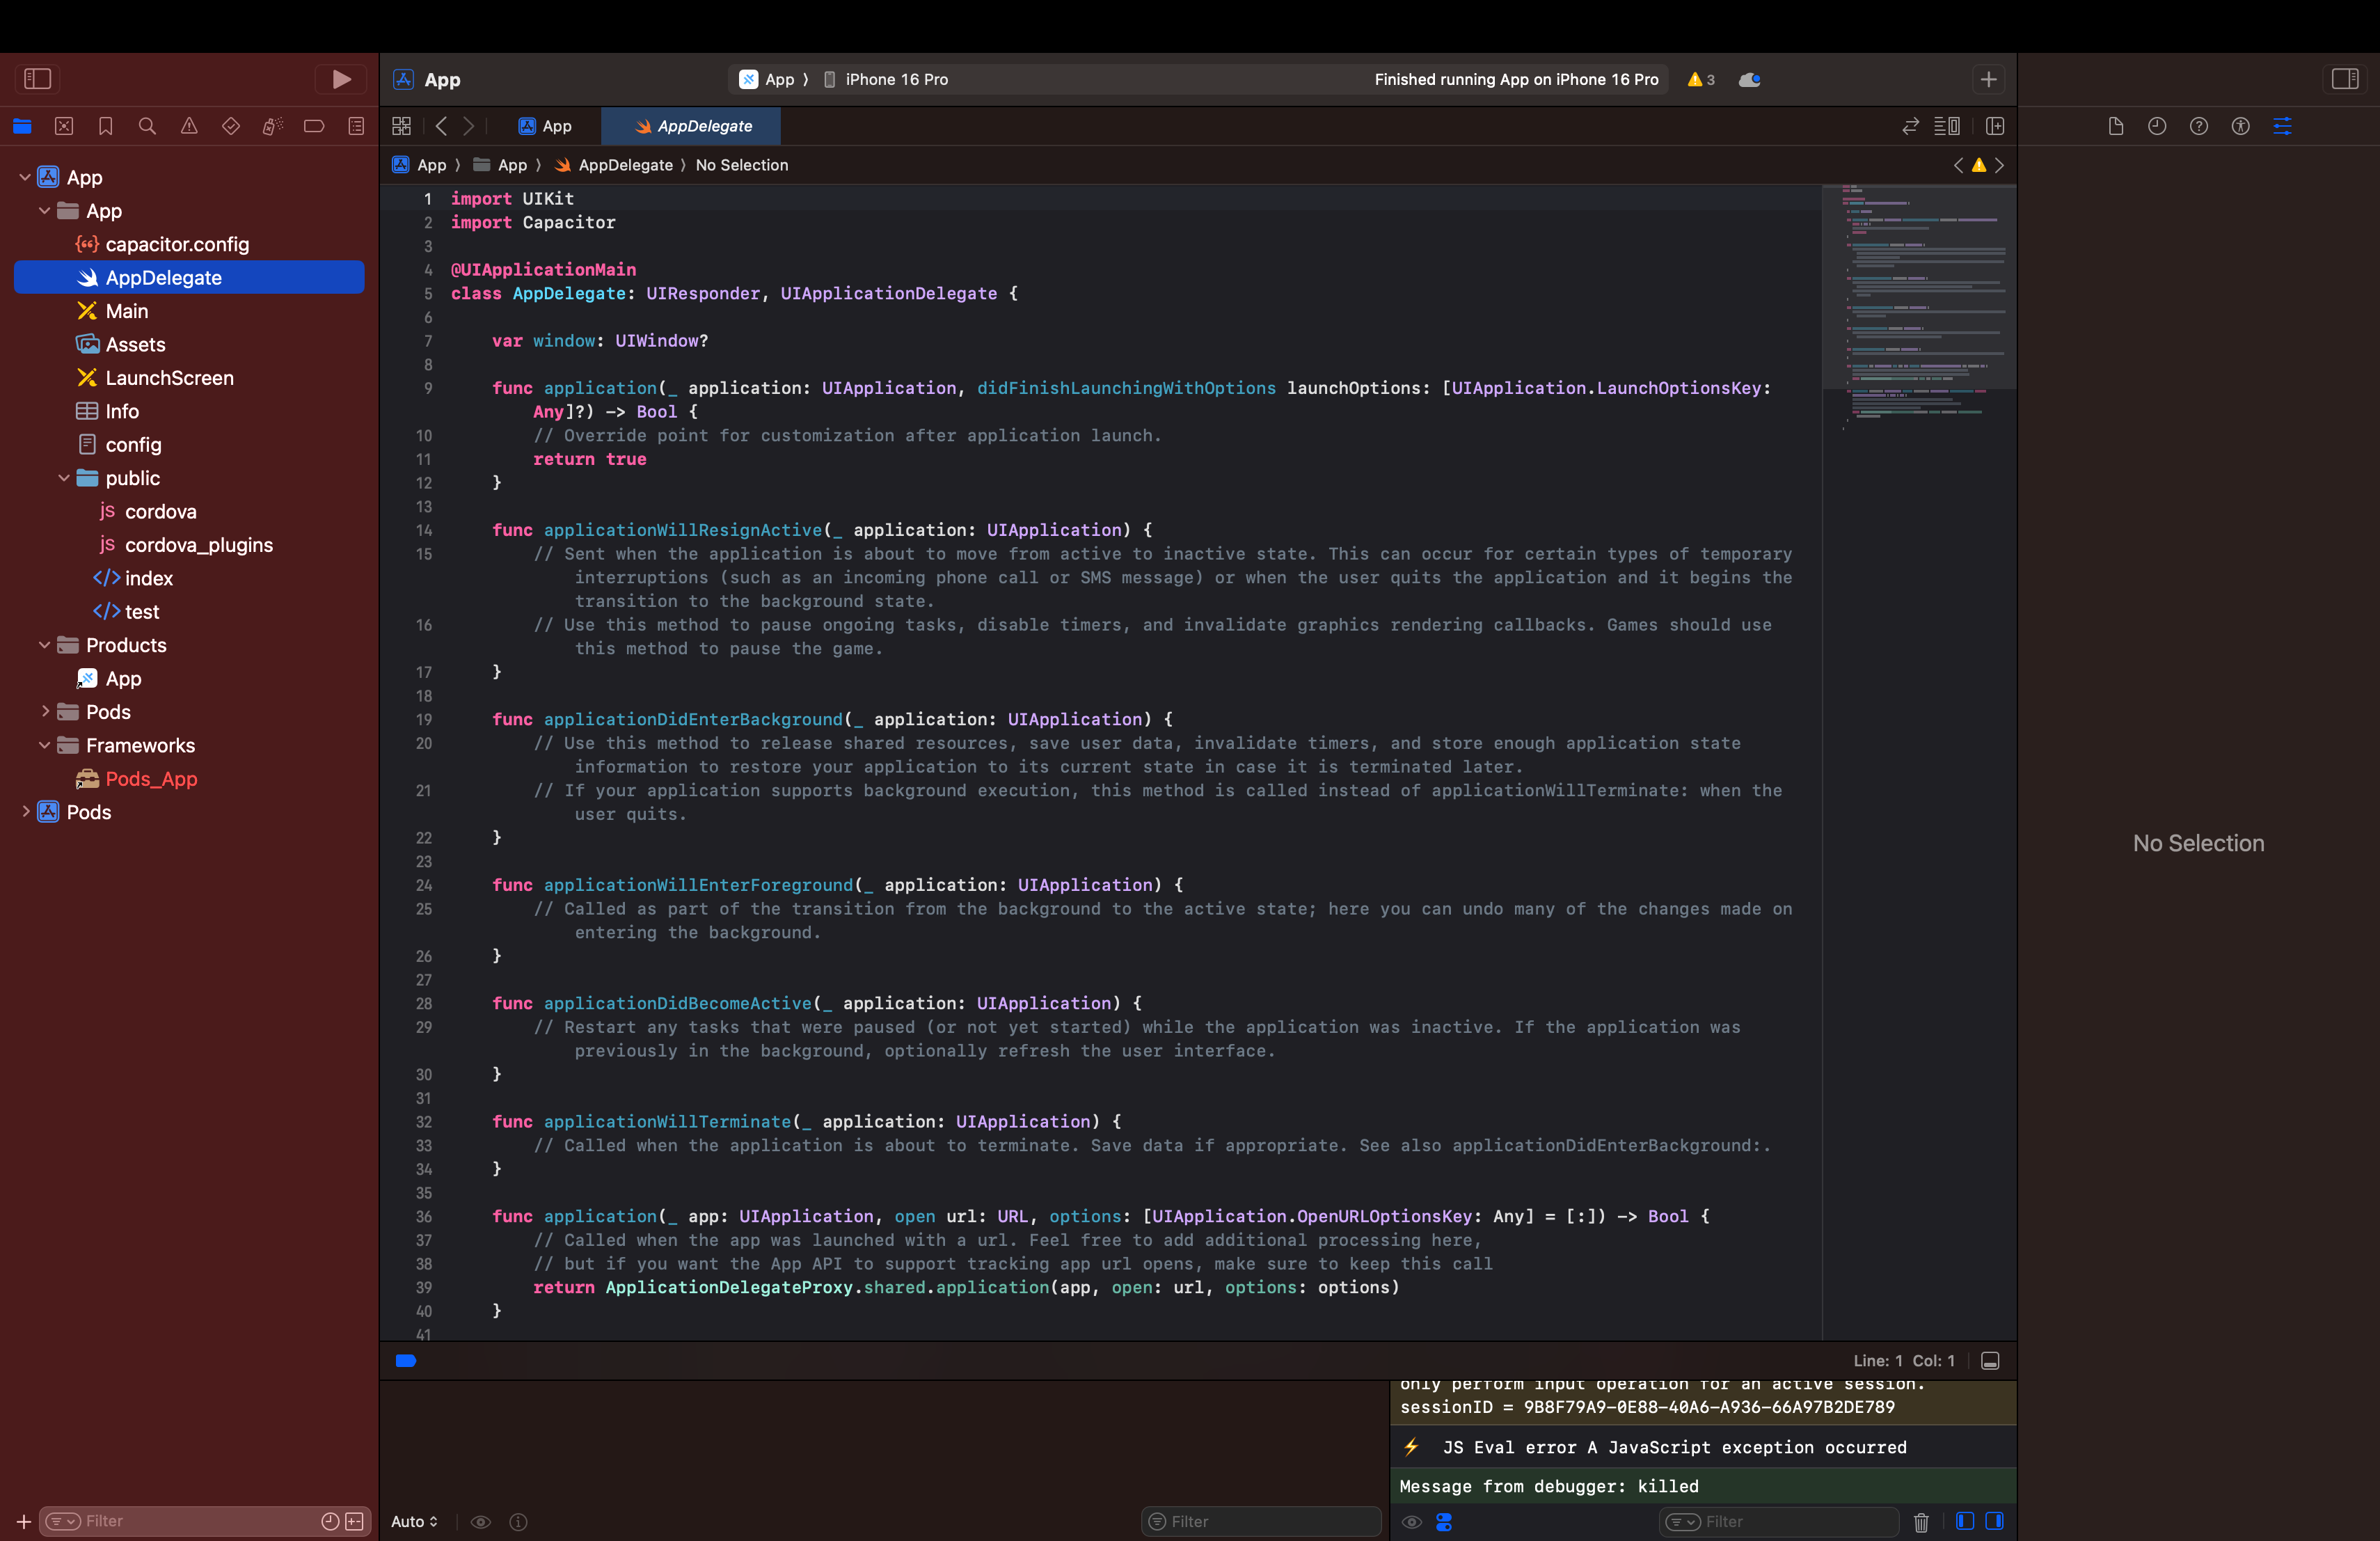 App
App 〉 iPhone 16 Pro
Finished running App on iPhone 16 Pro
3
App
AppDelegate
App 〉 App 〉 AppDelegate 〉 No Selection
App
App
capacitor.config
AppDelegate
Main
Assets
LaunchScreen
Info
config
public
js cordova
js cordova_plugins
</> index
</> test
Products
App
Pods
Frameworks
Pods_App
Pods
Filter
1 import UIKit
2 import Capacitor
3
4 @UIApplicationMain
5 class AppDelegate: UIResponder, UIApplicationDelegate {
6
7 var window: UIWindow?
8
9 func application(_ application: UIApplication, didFinishLaunchingWithOptions launchOptions: [UIApplication.LaunchOptionsKey:
Any]?) -> Bool {
10 // Override point for customization after application launch.
11 return true
12 }
13
14 func applicationWillResignActive(_ application: UIApplication) {
15 // Sent when the application is about to move from active to inactive state. This can occur for certain types of temporary
interruptions (such as an incoming phone call or SMS message) or when the user quits the application and it begins the
transition to the background state.
16 // Use this method to pause ongoing tasks, disable timers, and invalidate graphics rendering callbacks. Games should use
this method to pause the game.
17 }
18
19 func applicationDidEnterBackground(_ application: UIApplication) {
20 // Use this method to release shared resources, save user data, invalidate timers, and store enough application state
information to restore your application to its current state in case it is terminated later.
21 // If your application supports background execution, this method is called instead of applicationWillTerminate: when the
user quits.
22 }
23
24 func applicationWillEnterForeground(_ application: UIApplication) {
25 // Called as part of the transition from the background to the active state; here you can undo many of the changes made on
entering the background.
26 }
27
28 func applicationDidBecomeActive(_ application: UIApplication) {
29 // Restart any tasks that were paused (or not yet started) while the application was inactive. If the application was
previously in the background, optionally refresh the user interface.
30 }
31
32 func applicationWillTerminate(_ application: UIApplication) {
33 // Called when the application is about to terminate. Save data if appropriate. See also applicationDidEnterBackground:.
34 }
35
36 func application(_ app: UIApplication, open url: URL, options: [UIApplication.OpenURLOptionsKey: Any] = [:]) -> Bool {
37 // Called when the app was launched with a url. Feel free to add additional processing here,
38 // but if you want the App API to support tracking app url opens, make sure to keep this call
39 return ApplicationDelegateProxy.shared.application(app, open: url, options: options)
40 }
41
Line: 1 Col: 1
only perform input operation for an active session.
sessionID = 9B8F79A9-0E88-40A6-A936-66A97B2DE789
⚡ JS Eval error A JavaScript exception occurred
Message from debugger: killed
Auto
Filter
Filter
No Selection